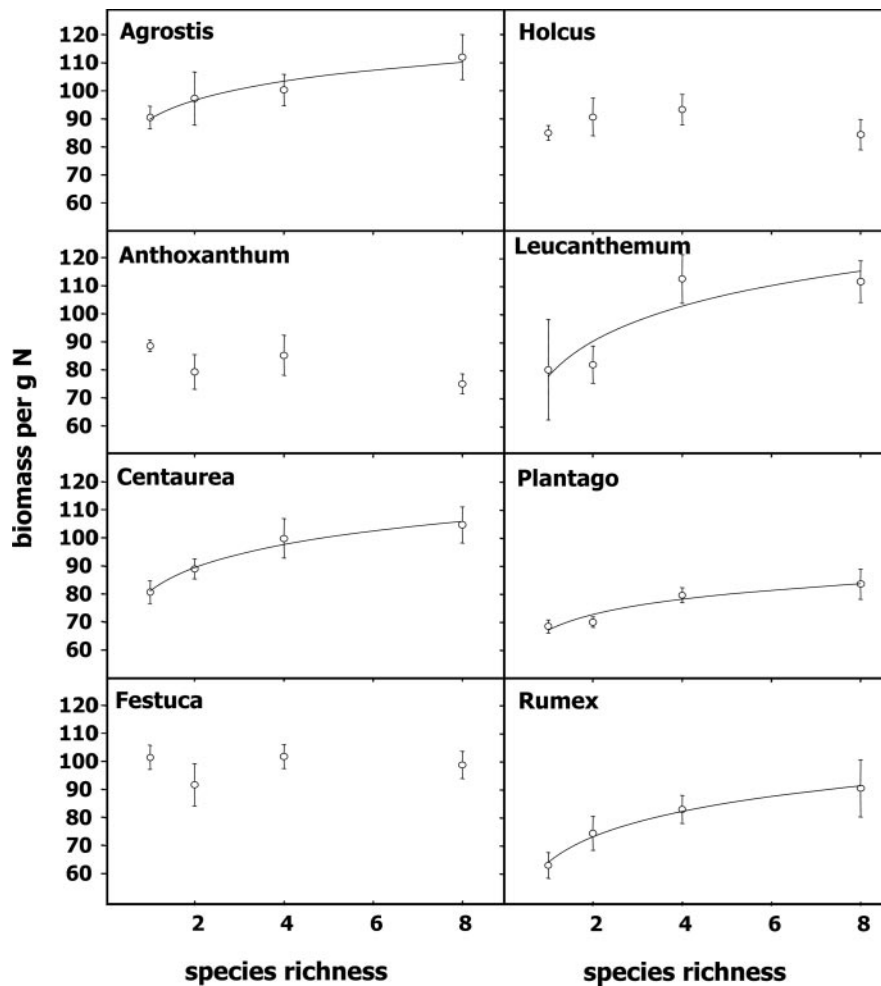 Agrostis
Holcus
120
110
100
90
80
70
60
Anthoxanthum
Leucanthemum
120
110
100
90
80
70
60
biomass per g N
Centaurea
Plantago
120
110
100
90
80
70
60
Festuca
Rumex
120
110
100
90
80
70
60
2 4 6 8 2 4 6 8
species richness species richness